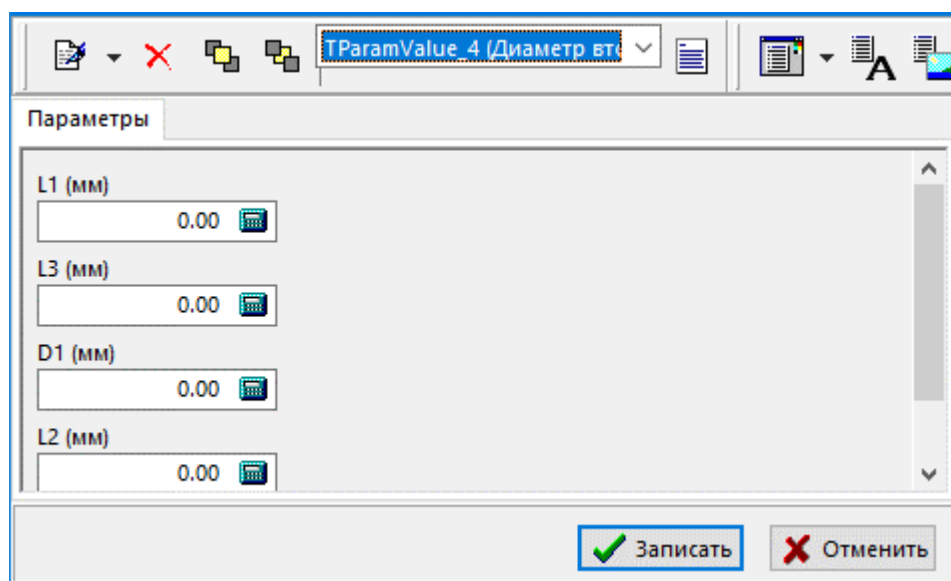 TParamValue_4 (Диаметр вто
A
Параметры
L1 (мм)
0.00
L3 (мм)
0.00
D1 (мм)
0.00
L2 (мм)
0.00
Записать
Отменить